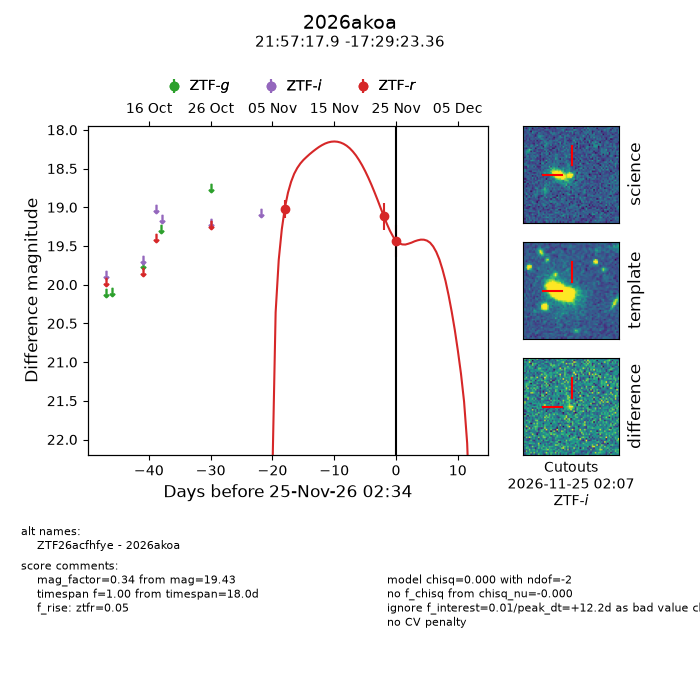 2026akoa
21:57:17.9 -17:29:23.36
ZTF-g ZTF-i ZTF-r
16 Oct 26 Oct 05 Nov 15 Nov 25 Nov 05 Dec
18.0
18.5
19.0
19.5
20.0
20.5
21.0
21.5
22.0
Difference magnitude
−40 −30 −20 −10 0 10
Days before 25-Nov-26 02:34
science
template
difference
Cutouts
2026-11-25 02:07
ZTF-i
alt names:
ZTF26acfhfye - 2026akoa
score comments:
mag_factor=0.34 from mag=19.43
timespan f=1.00 from timespan=18.0d
f_rise: ztfr=0.05
model chisq=0.000 with ndof=-2
no f_chisq from chisq_nu=-0.000
ignore f_interest=0.01/peak_dt=+12.2d as bad value
no CV penalty